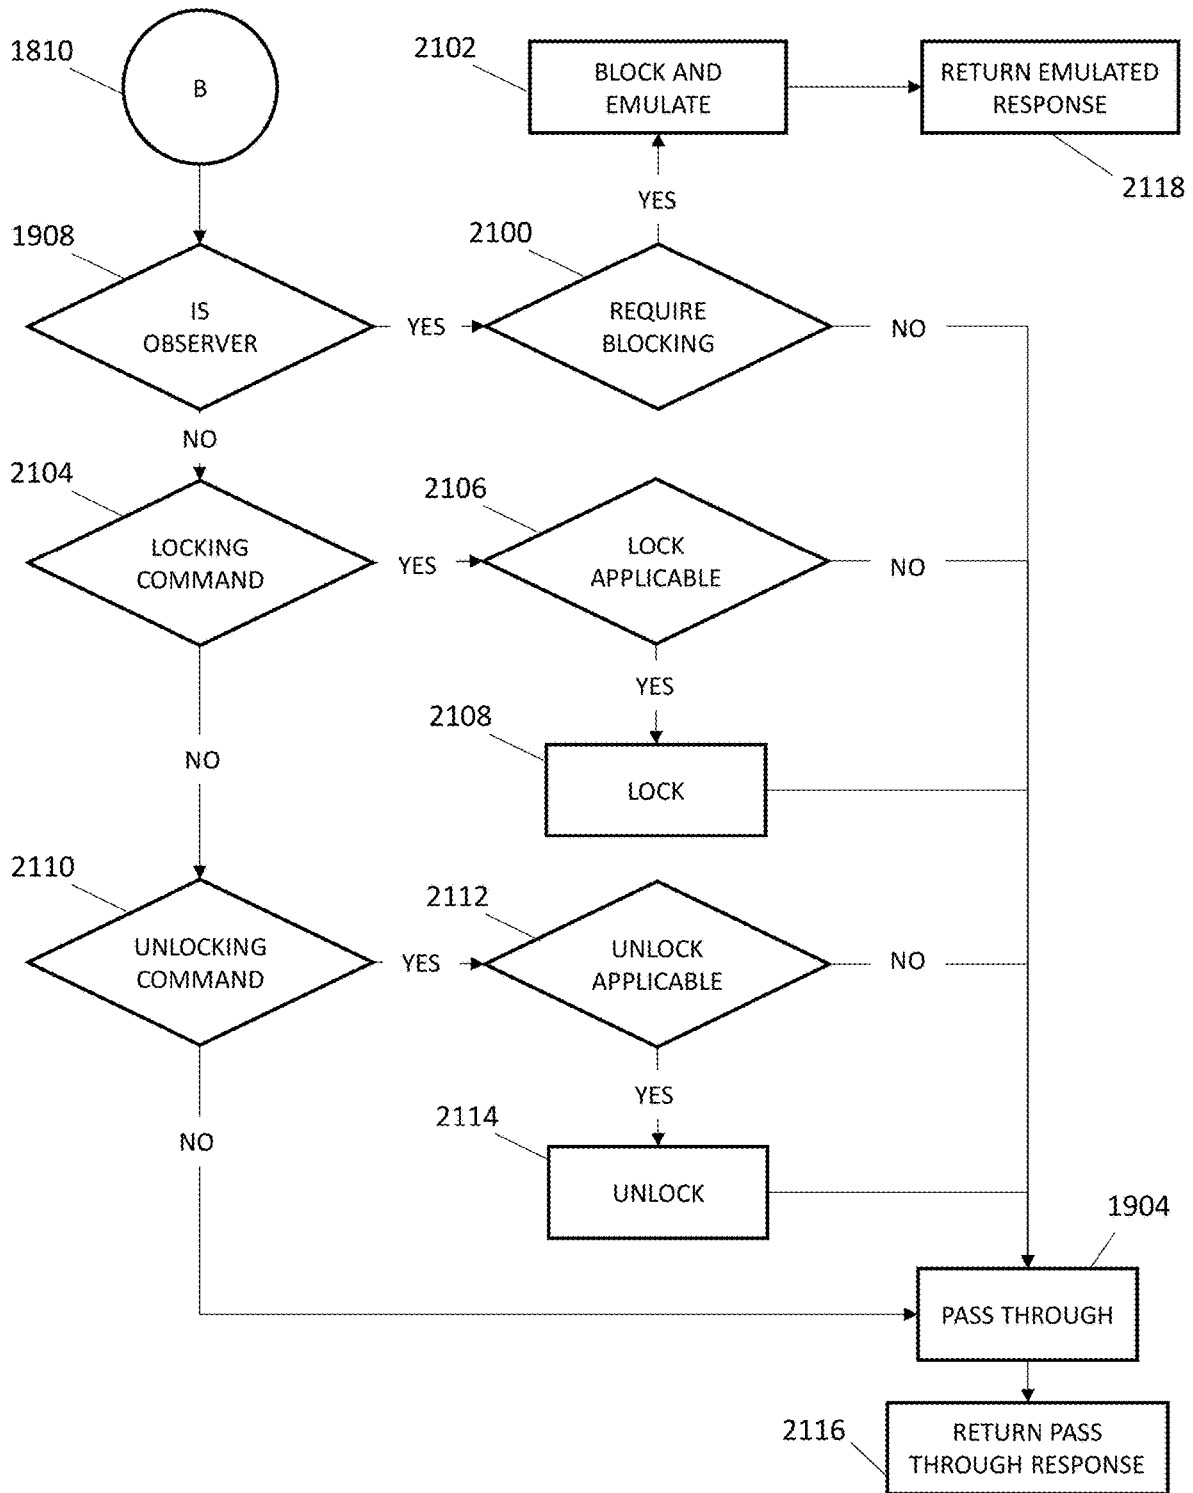 1810
B
2102
BLOCK AND
EMULATE
RETURN EMULATED
RESPONSE
2118
YES
1908
IS
OBSERVER
YES
2100
REQUIRE
BLOCKING
NO
NO
2104
LOCKING
COMMAND
YES
2106
LOCK
APPLICABLE
NO
YES
2108
LOCK
NO
2110
UNLOCKING
COMMAND
YES
2112
UNLOCK
APPLICABLE
NO
YES
2114
UNLOCK
NO
1904
PASS THROUGH
2116
RETURN PASS
THROUGH RESPONSE